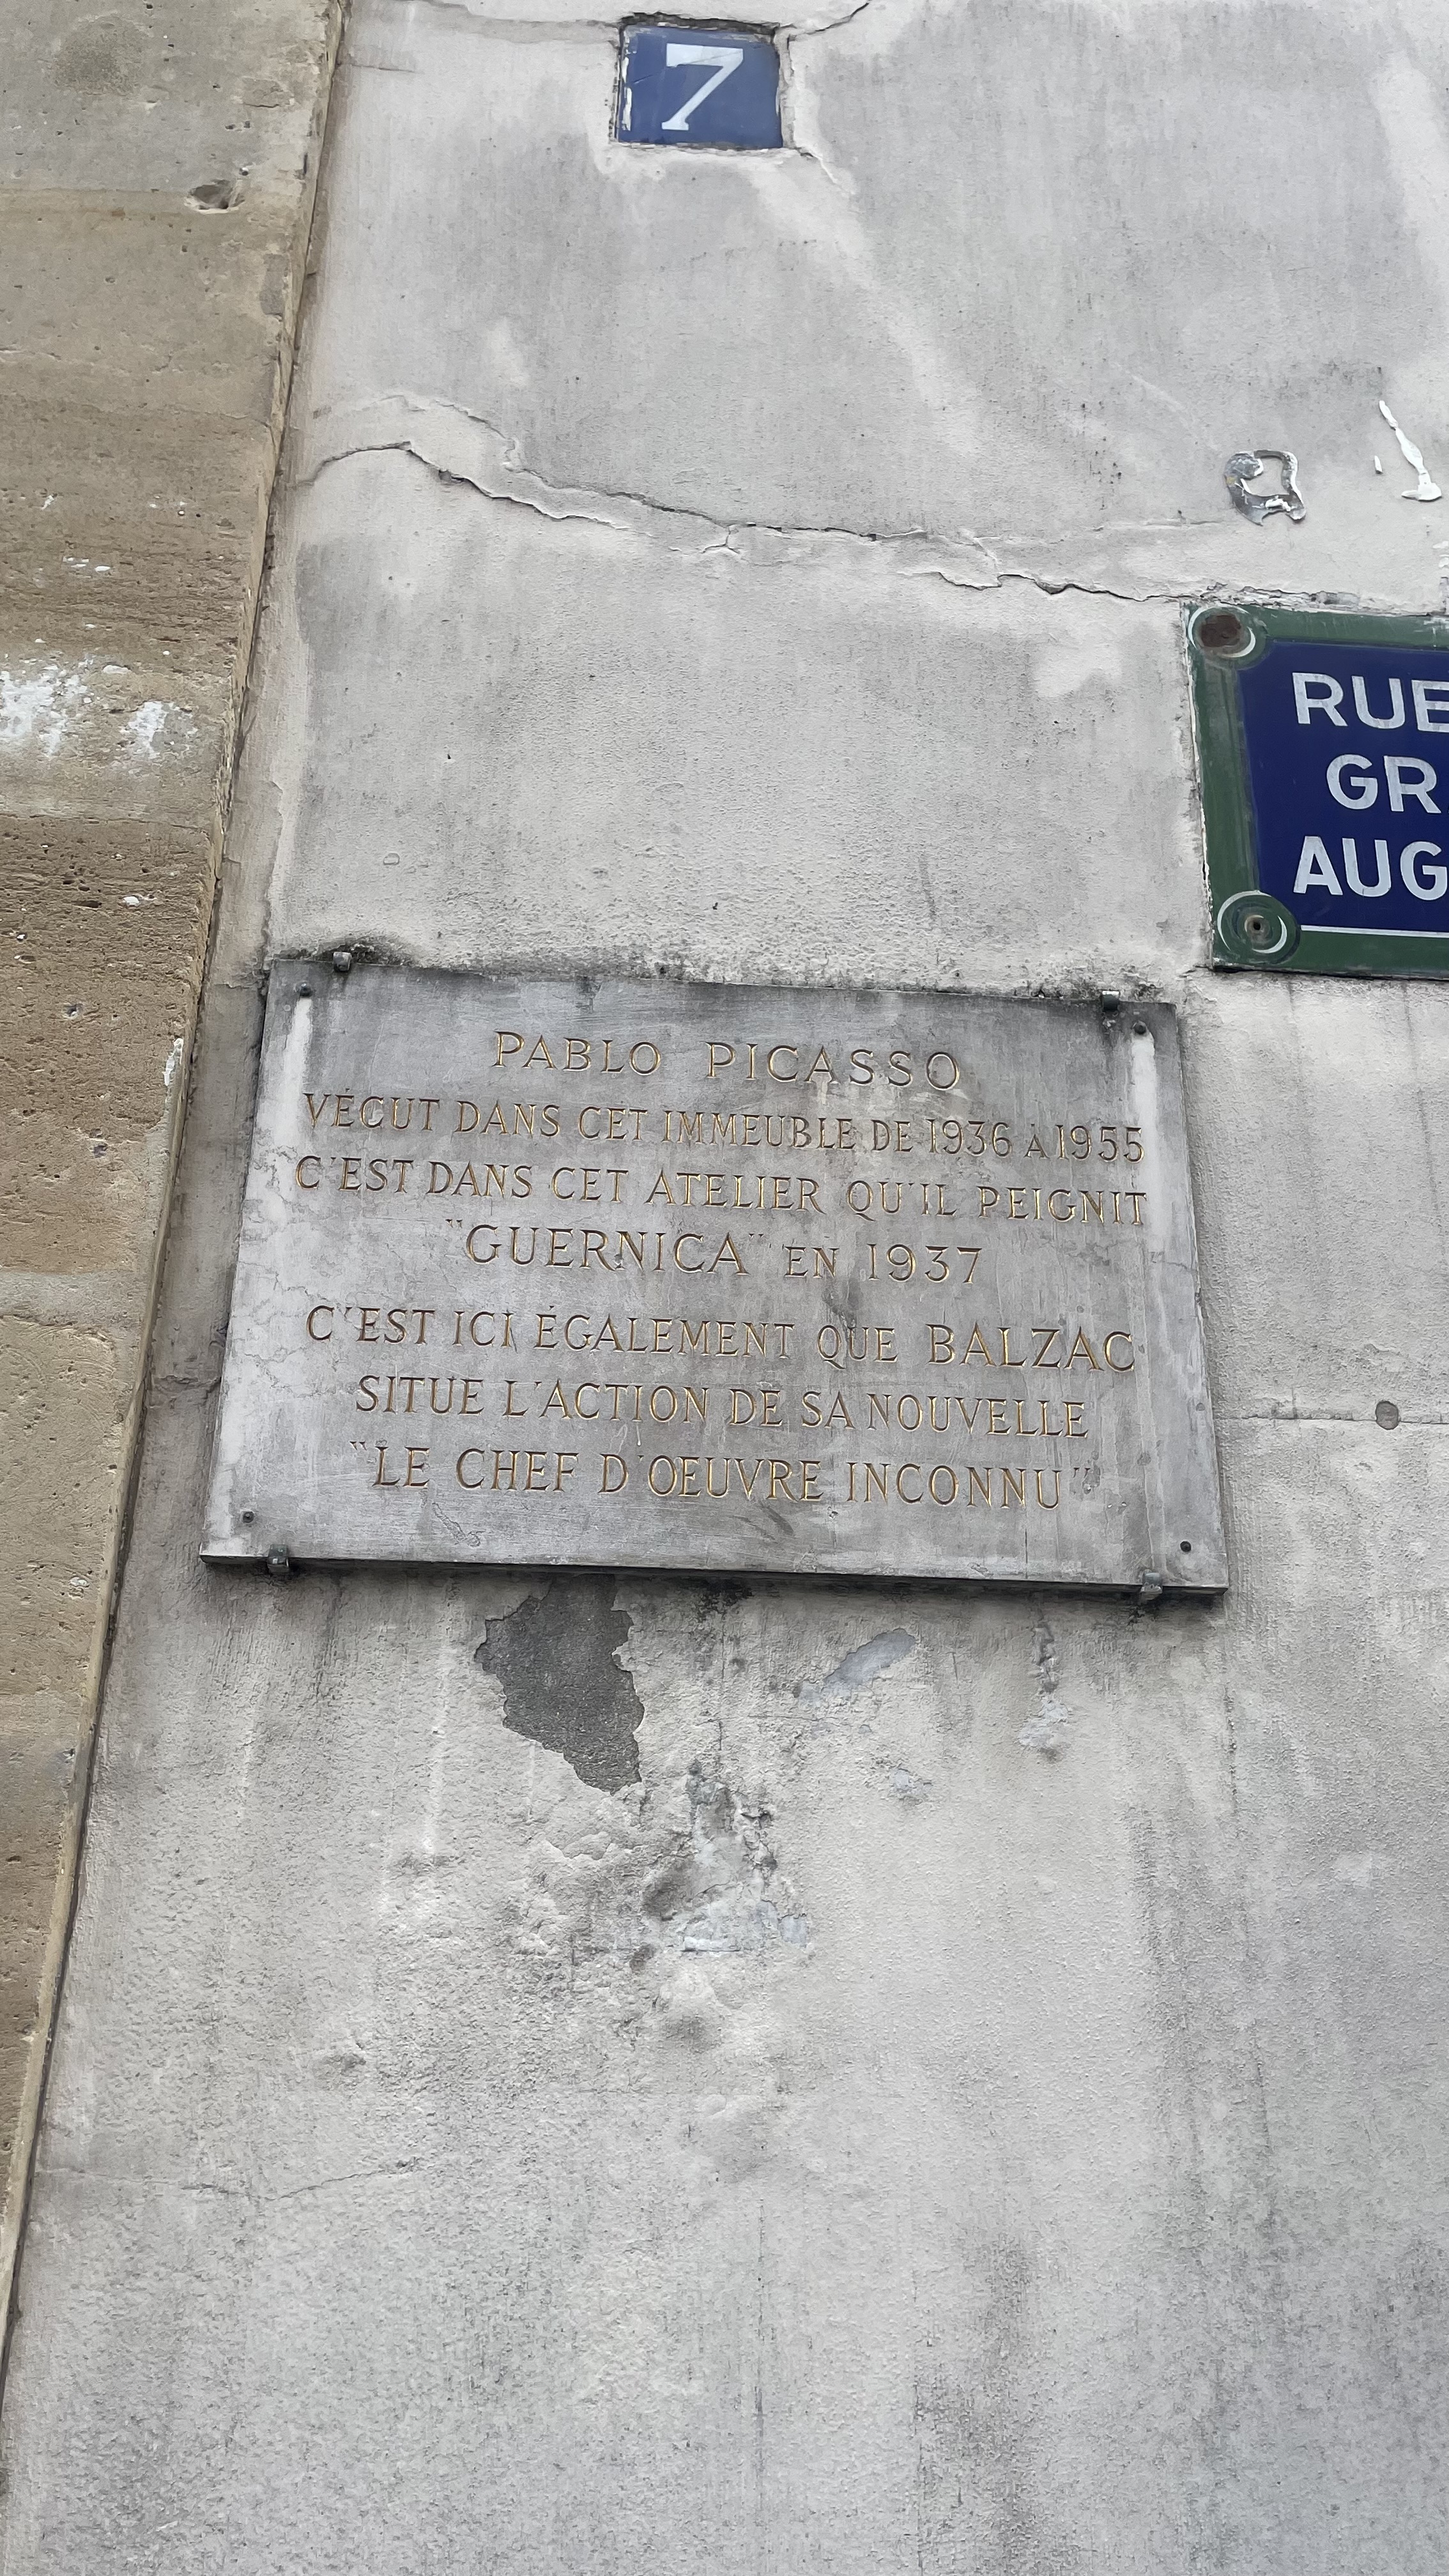 7
RUE
GR
AUG
PABLO PICASSO
VÉCUT DANS CET IMMEUBLE DE 1936 À 1955
C'EST DANS CET ATELIER QU'IL PEIGNIT
"GUERNICA" EN 1937
C'EST ICI ÉGALEMENT QUE BALZAC
SITUE L'ACTION DE SA NOUVELLE
"LE CHEF D'OEUVRE INCONNU"